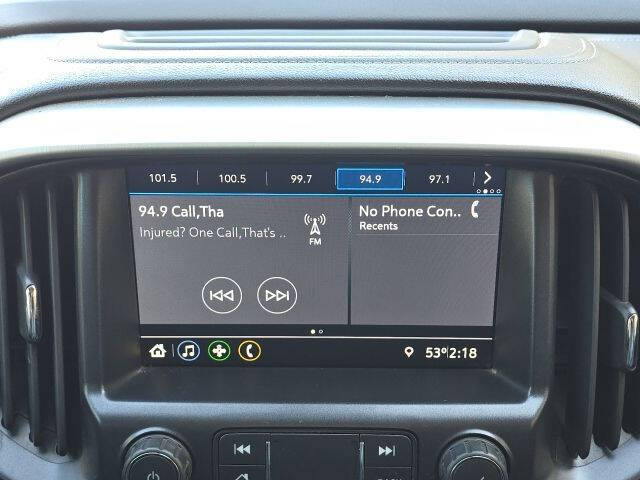 101.5 100.5 99.7 94.9 97.1
94.9 Call,Tha
Injured? One Call,That's ..
FM
No Phone Con..
Recents
53° 2:18